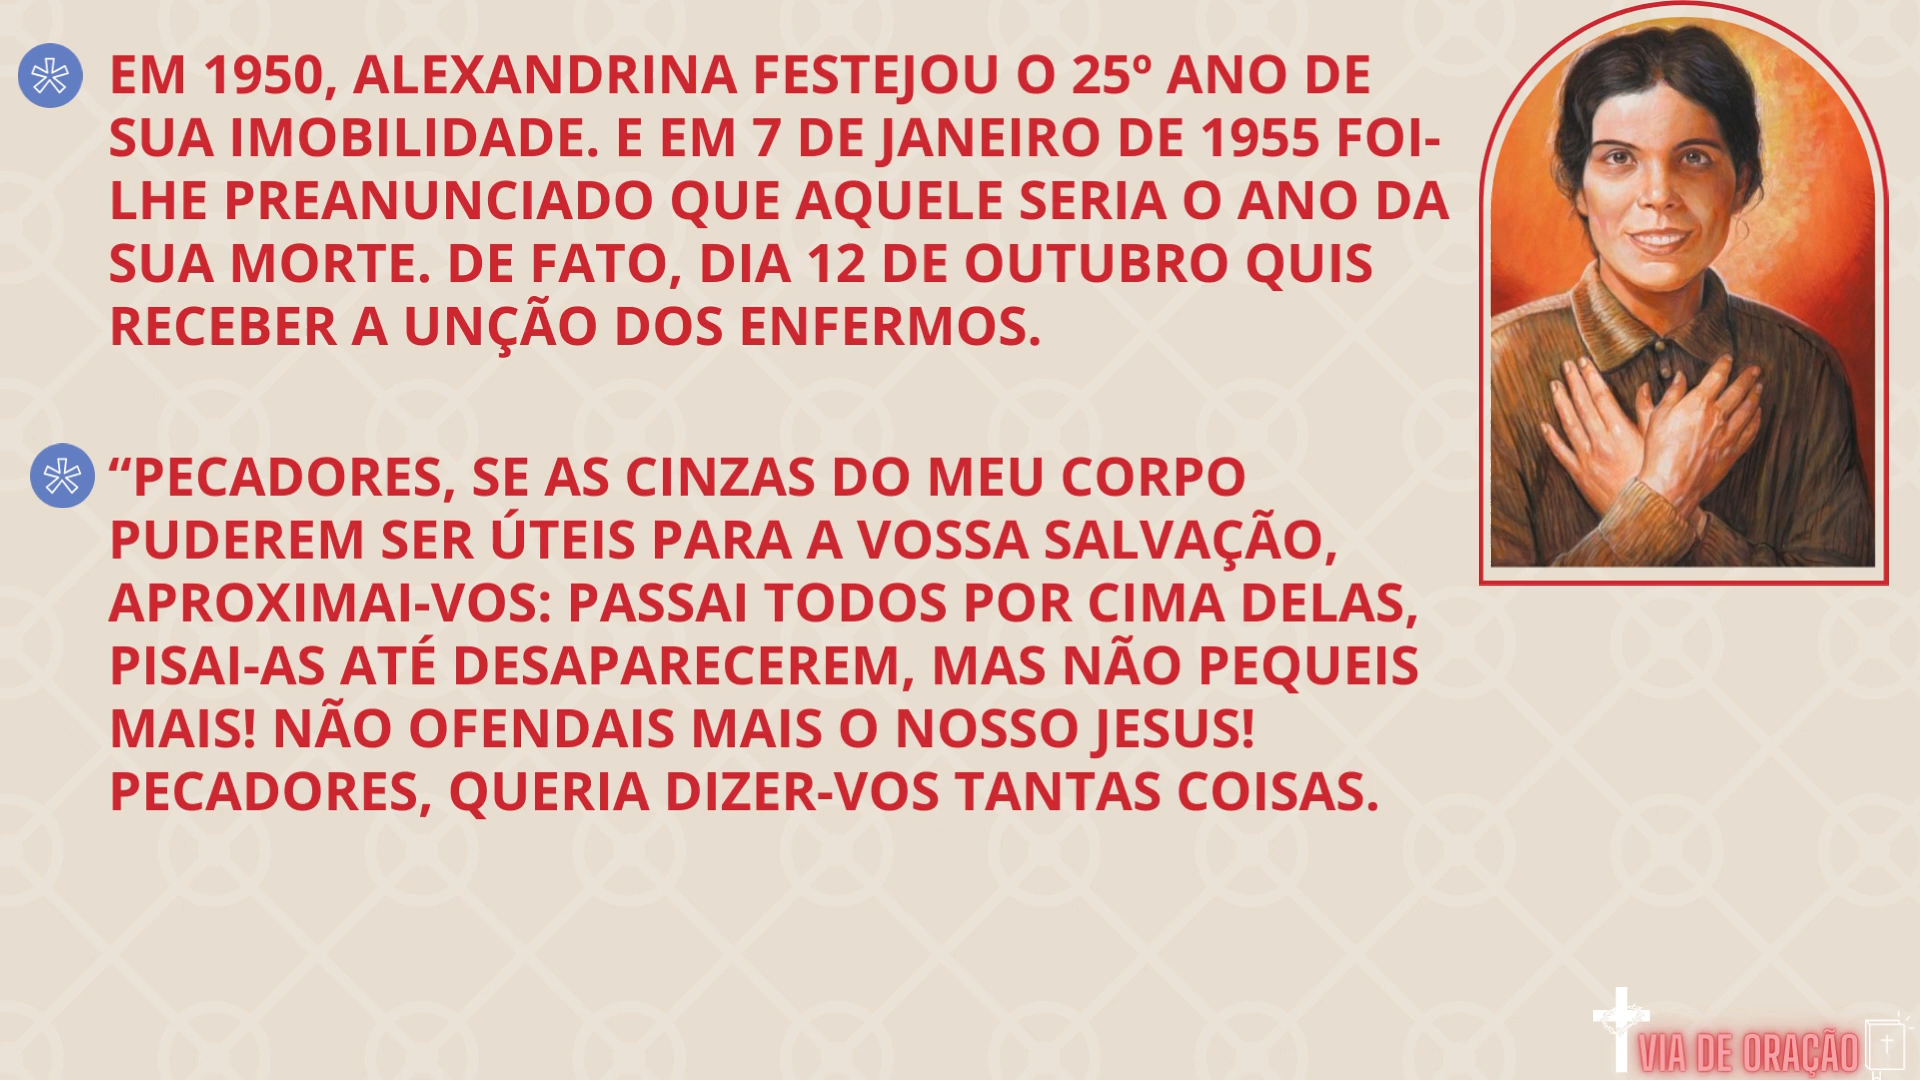 EM 1950, ALEXANDRINA FESTEJOU O 25º ANO DE
SUA IMOBILIDADE. E EM 7 DE JANEIRO DE 1955 FOI-
LHE PREANUNCIADO QUE AQUELE SERIA O ANO DA
SUA MORTE. DE FATO, DIA 12 DE OUTUBRO QUIS
RECEBER A UNÇÃO DOS ENFERMOS.
“PECADORES, SE AS CINZAS DO MEU CORPO
PUDEREM SER ÚTEIS PARA A VOSSA SALVAÇÃO,
APROXIMAI-VOS: PASSAI TODOS POR CIMA DELAS,
PISAI-AS ATÉ DESAPARECEREM, MAS NÃO PEQUEIS
MAIS! NÃO OFENDAIS MAIS O NOSSO JESUS!
PECADORES, QUERIA DIZER-VOS TANTAS COISAS.
VIA DE ORAÇÃO